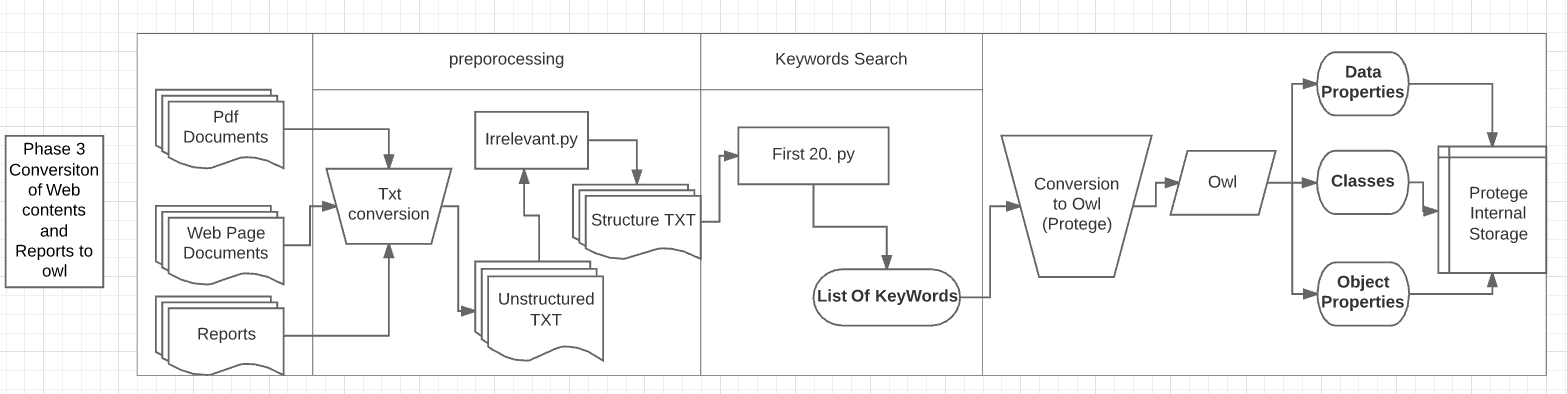 Phase 3
Conversiton
of Web
contents
and
Reports to
owl
Pdf
Documents
Web Page
Documents
Reports
preporocessing
Txt
conversion
Irrelevant.py
Structure TXT
Unstructured
TXT
Keywords Search
First 20. py
List Of KeyWords
Conversion
to Owl
(Protege)
Owl
Data
Properties
Classes
Object
Properties
Protege
Internal
Storage